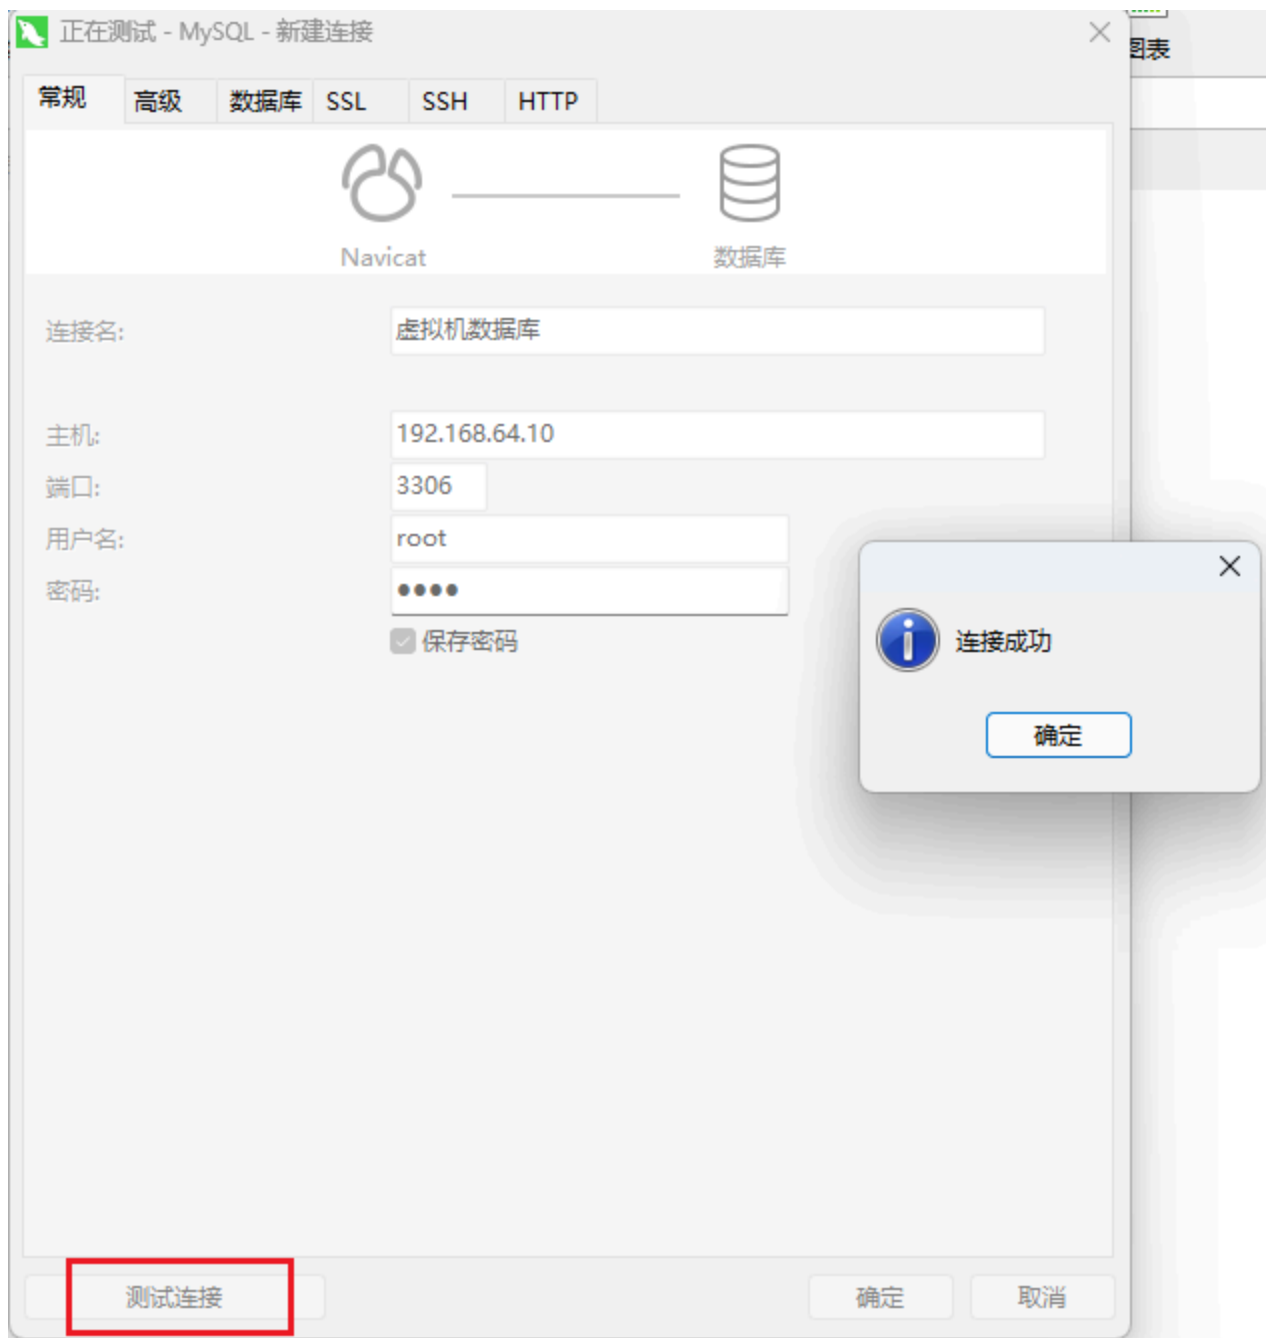 正在测试 - MySQL - 新建连接
图表
常规 高级 数据库 SSL SSH HTTP
Navicat 数据库
连接名: 虚拟机数据库
主机: 192.168.64.10
端口: 3306
用户名: root
密码: ●●●●
保存密码
连接成功
确定
测试连接 确定 取消